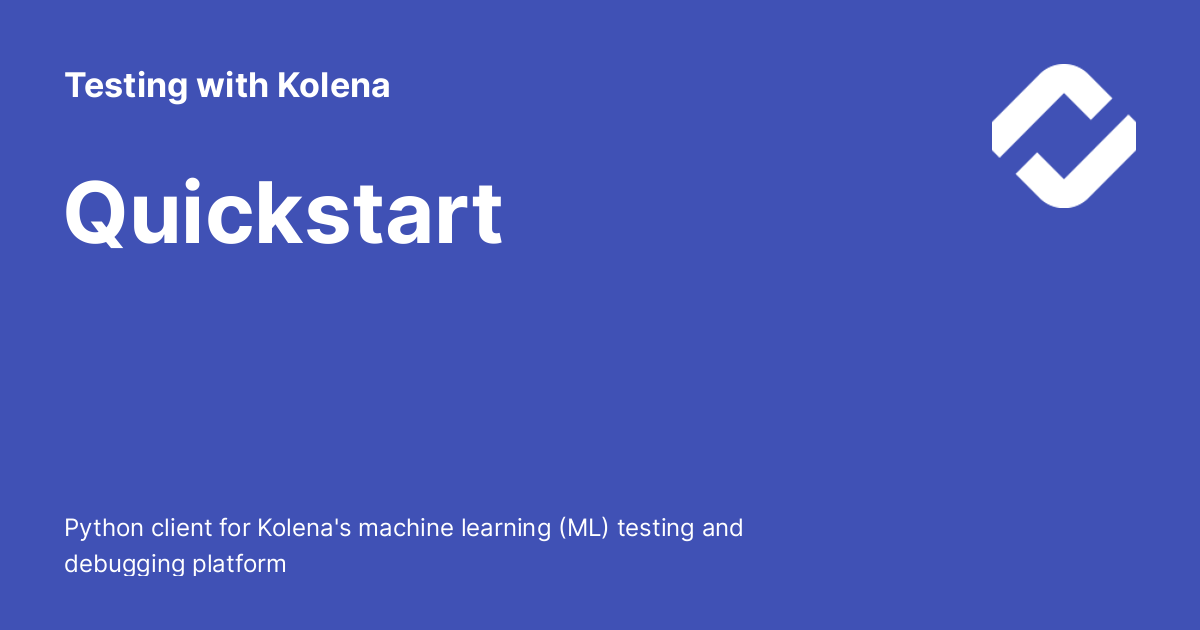 Testing with Kolena
Quickstart
Python client for Kolena's machine learning (ML) testing and
debugging platform